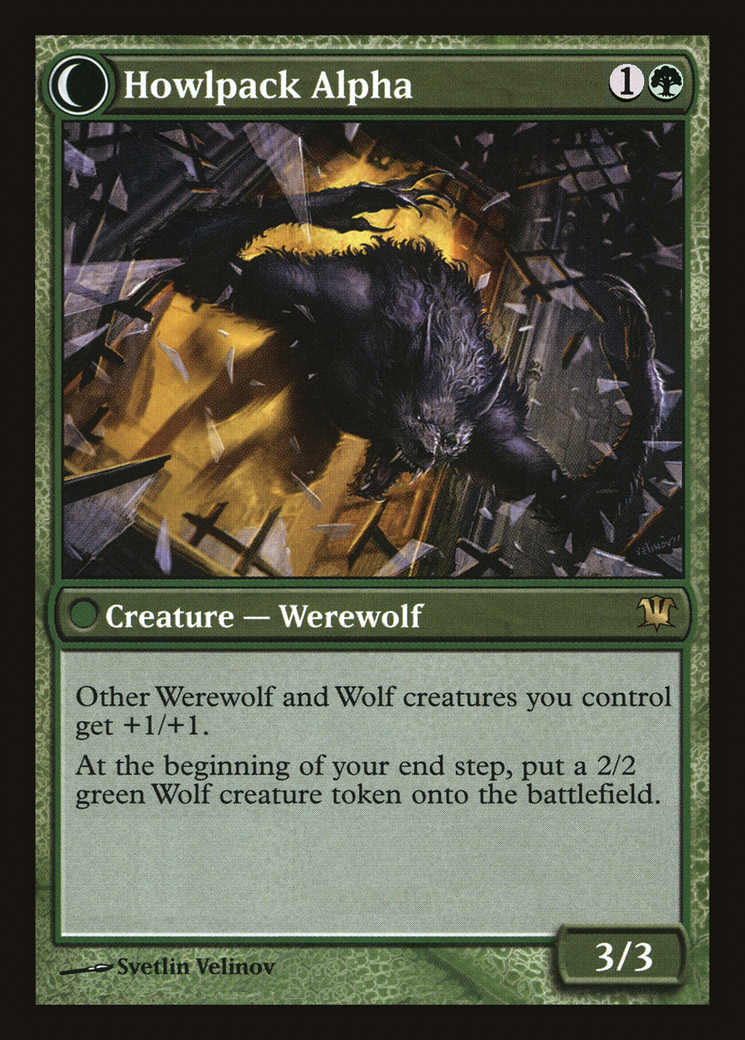 Howlpack Alpha 1
Creature — Werewolf
Other Werewolf and Wolf creatures you control
get +1/+1.
At the beginning of your end step, put a 2/2
green Wolf creature token onto the battlefield.
3/3
Svetlin Velinov